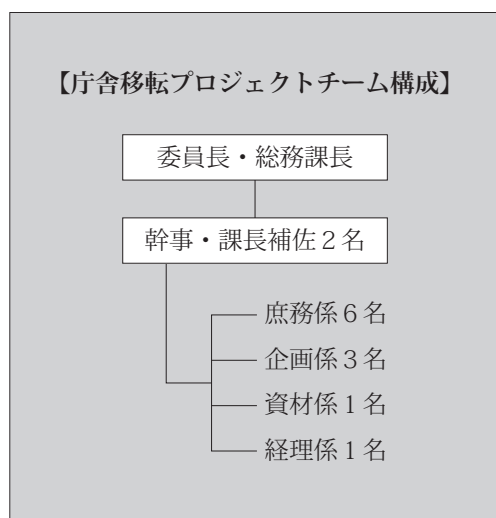 【庁舎移転プロジェクトチーム構成】
委員長・総務課長
幹事・課長補佐2名
庶務係6名
企画係3名
資材係1名
経理係1名